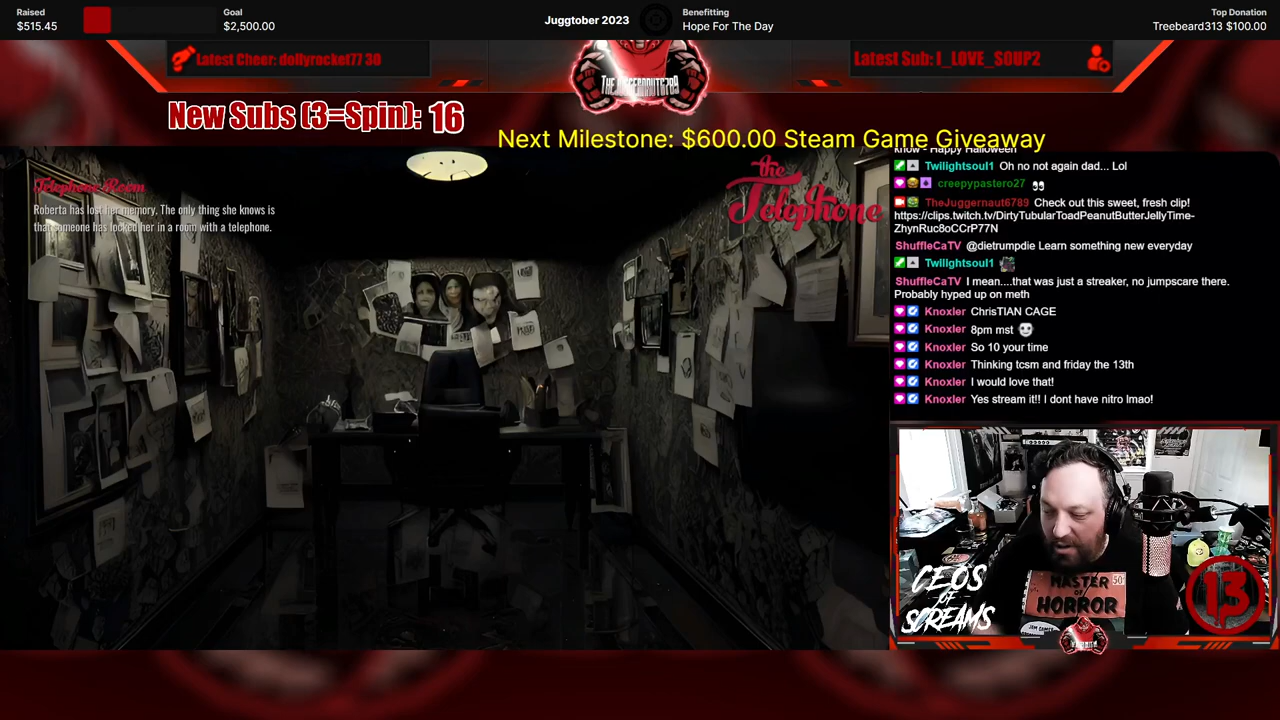 Raised
$515.45
Goal
$2,500.00
Juggtober 2023
Benefitting
Hope For The Day
Top Donation
Treebeard313 $100.00
Latest Cheer: dollyrocket77 30
THEJUGGERNAUT6789
Latest Sub: I_LOVE_SOUP2
New Subs (3=Spin): 16
Next Milestone: $600.00 Steam Game Giveaway
Telephone Room
Roberta has lost her memory. The only thing she knows is
that someone has locked her in a room with a telephone.
the
Telephone
know - Happy Halloween
Twilightsoul1 Oh no not again dad... Lol
creepypastero27
TheJuggernaut6789 Check out this sweet, fresh clip!
https://clips.twitch.tv/DirtyTubularToadPeanutButterJellyTime-
ZhynRuc8oCCrP77N
ShuffleCaTV @dietrumpdie Learn something new everyday
Twilightsoul1
ShuffleCaTV I mean....that was just a streaker, no jumpscare there.
Probably hyped up on meth
Knoxler ChrisTIAN CAGE
Knoxler 8pm mst
Knoxler So 10 your time
Knoxler Thinking tcsm and friday the 13th
Knoxler I would love that!
Knoxler Yes stream it!! I dont have nitro lmao!
CEOS
OF
SCREAMS
MASTER
OF
HORROR
13